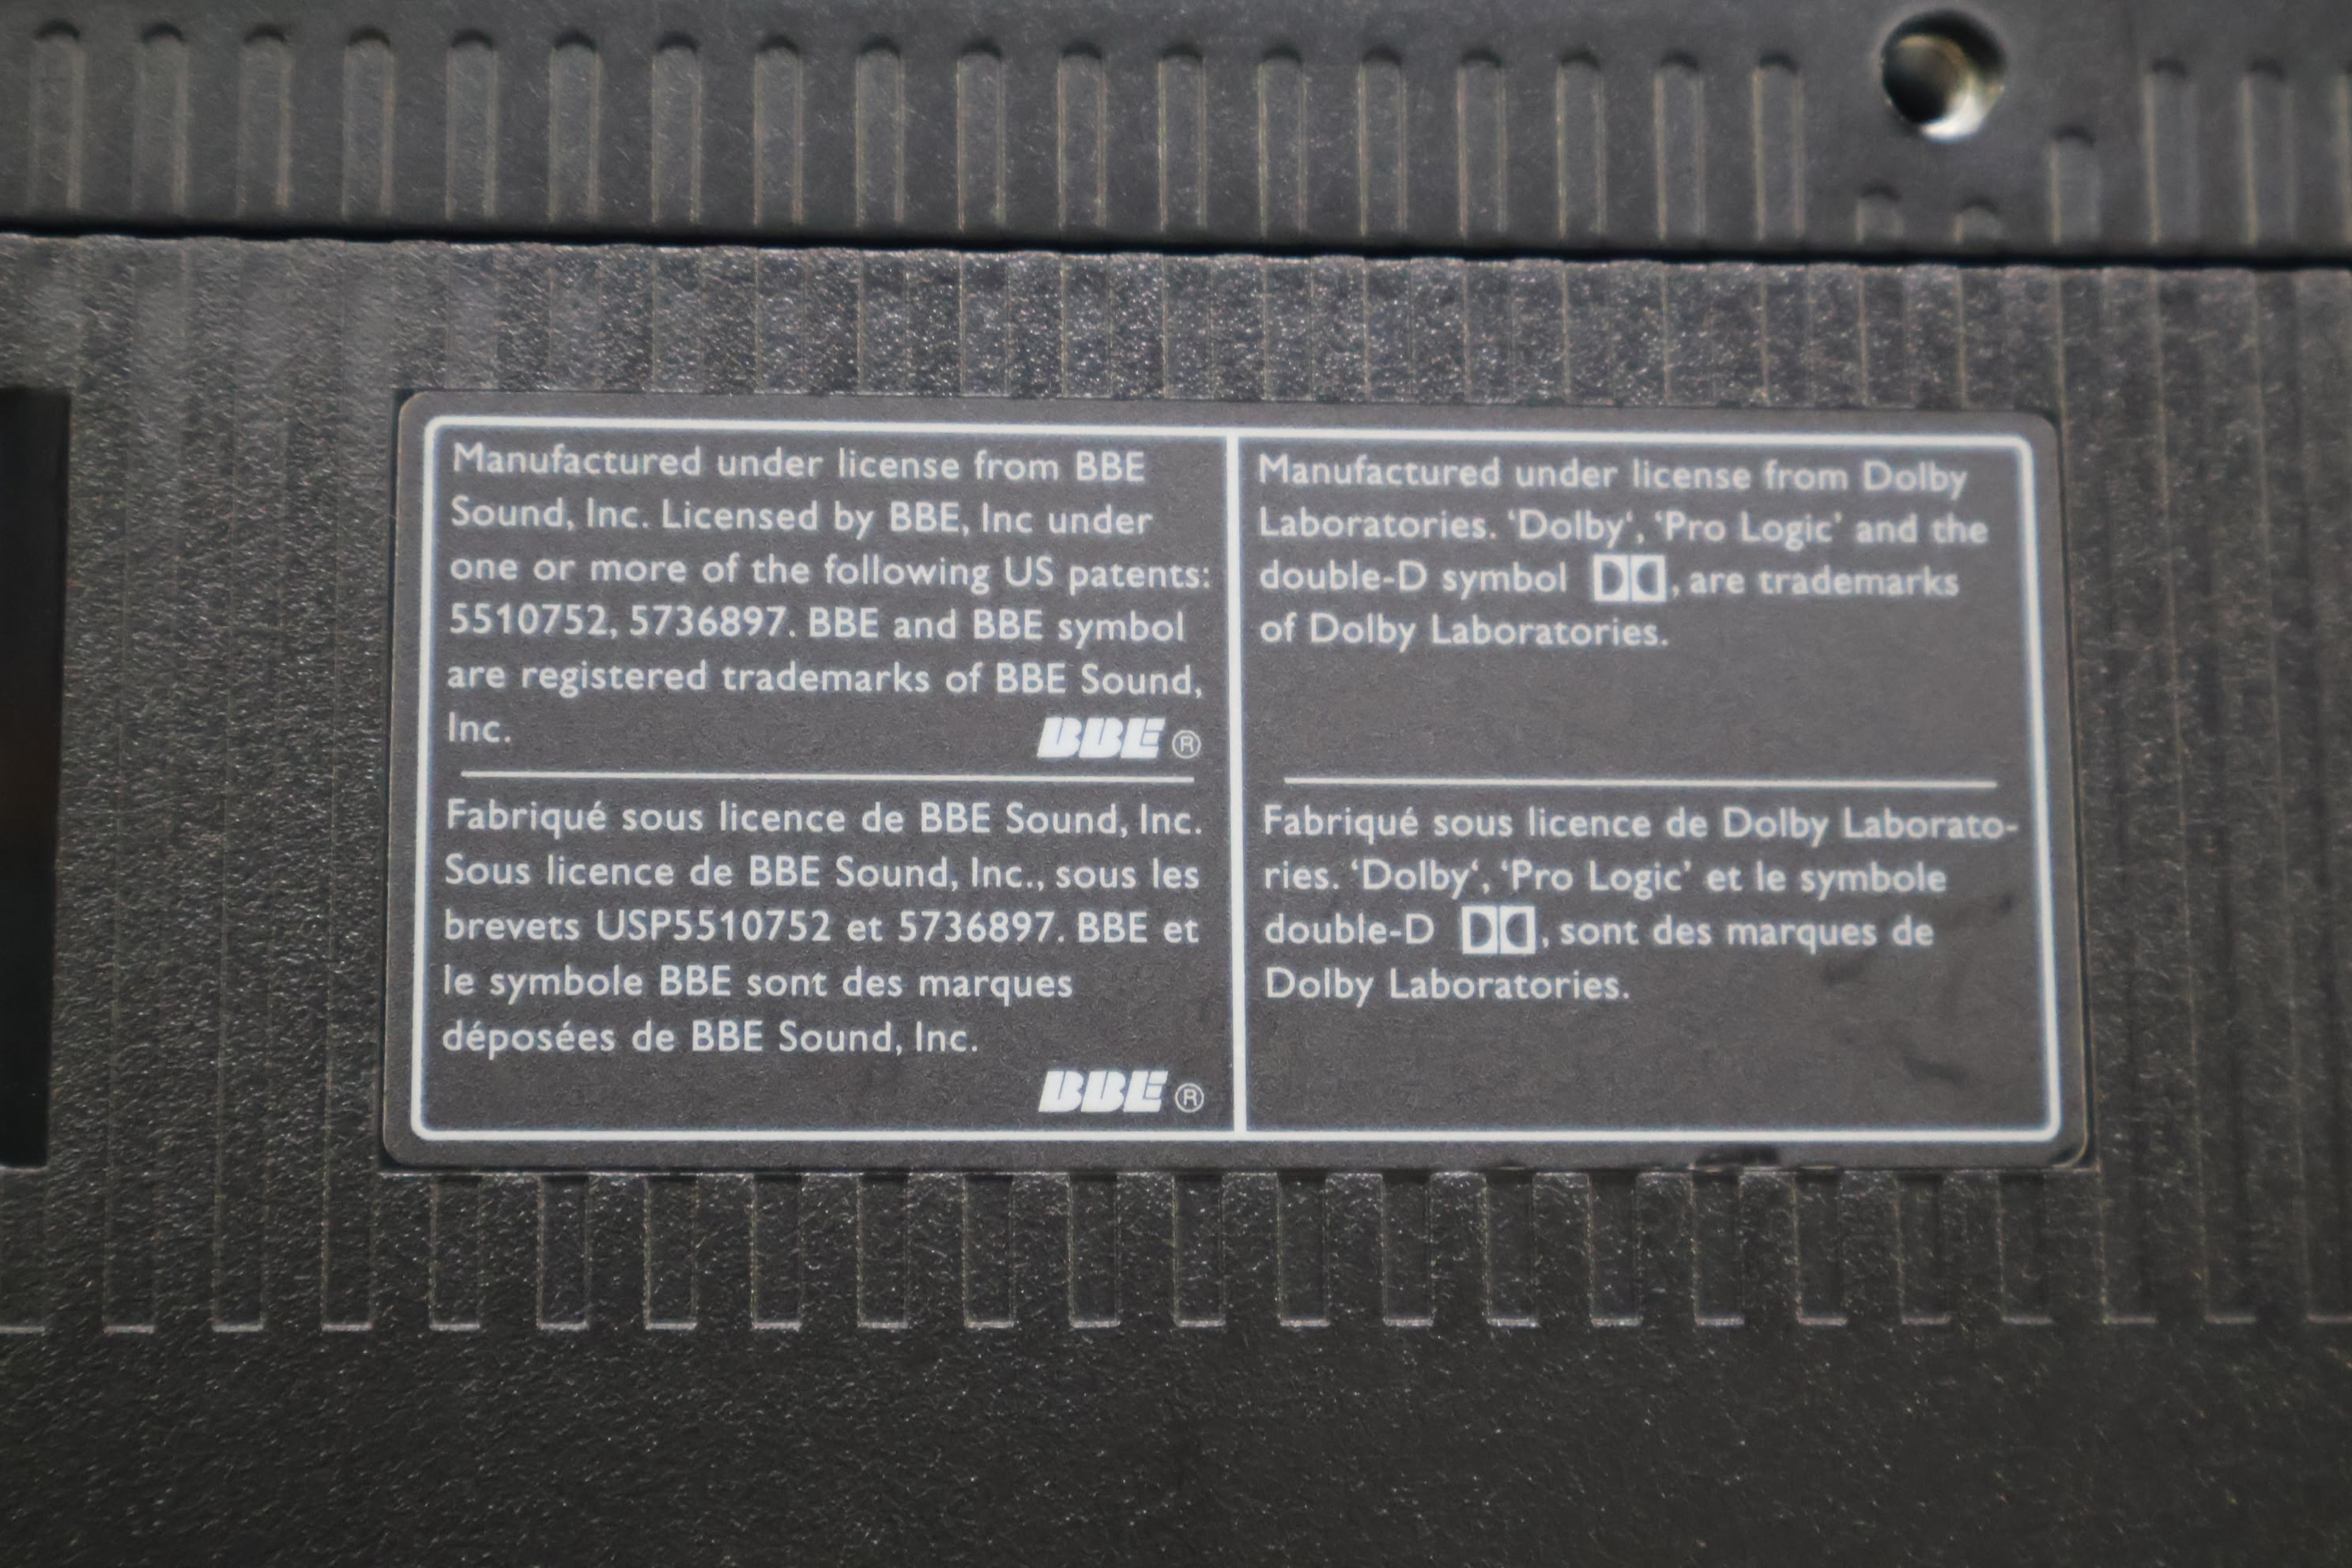 Manufactured under license from BBE
Sound, Inc. Licensed by BBE, Inc under
one or more of the following US patents:
5510752, 5736897. BBE and BBE symbol
are registered trademarks of BBE Sound,
Inc.
BBE ®
Fabriqué sous licence de BBE Sound, Inc.
Sous licence de BBE Sound, Inc., sous les
brevets USP5510752 et 5736897. BBE et
le symbole BBE sont des marques
déposées de BBE Sound, Inc.
BBE ®
Manufactured under license from Dolby
Laboratories. ‘Dolby‘, ‘Pro Logic’ and the
double-D symbol , are trademarks
of Dolby Laboratories.
Fabriqué sous licence de Dolby Laborato-
ries. ‘Dolby‘, ‘Pro Logic’ et le symbole
double-D , sont des marques de
Dolby Laboratories.